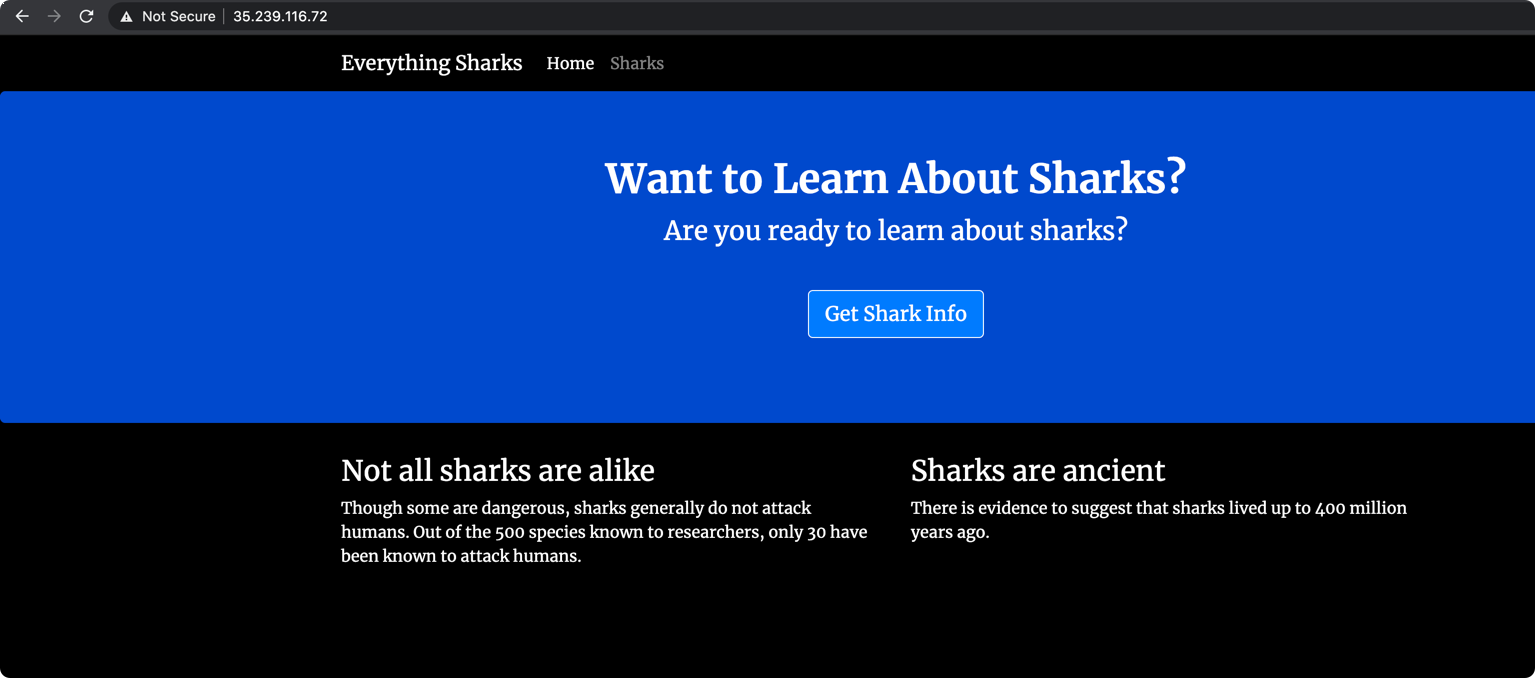 Not Secure 35.239.116.72
Everything Sharks Home Sharks
Want to Learn About Sharks?
Are you ready to learn about sharks?
Get Shark Info
Not all sharks are alike
Though some are dangerous, sharks generally do not attack
humans. Out of the 500 species known to researchers, only 30 have
been known to attack humans.
Sharks are ancient
There is evidence to suggest that sharks lived up to 400 million
years ago.